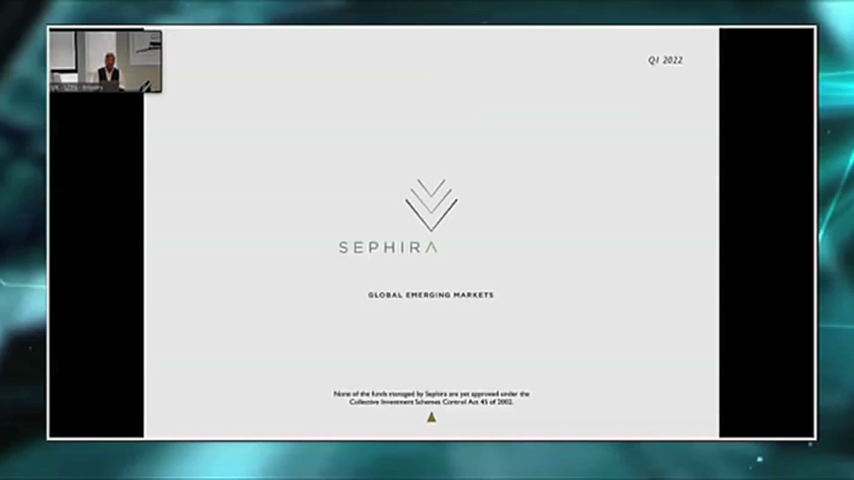 Q1 2022
SEPHIRA
GLOBAL EMERGING MARKETS
None of the funds managed by Sephira are yet approved under the
Collective Investment Schemes Control Act 45 of 2002.